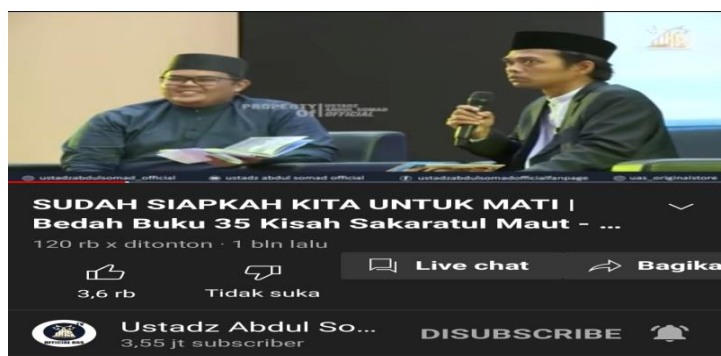 PROPERTY OF
USTADZ ABDUL SOMAD OFFICIAL
ustadzabdulsomad_official ustadz abdul somad official ustadzabdulsomadofficialfanpage uas_originalstore
SUDAH SIAPKAH KITA UNTUK MATI |
Bedah Buku 35 Kisah Sakaratul Maut - ...
120 rb x ditonton · 1 bln lalu
3,6 rb
Tidak suka
Live chat
Bagika
Ustadz Abdul So...
3,55 jt subscriber
DISUBSCRIBE